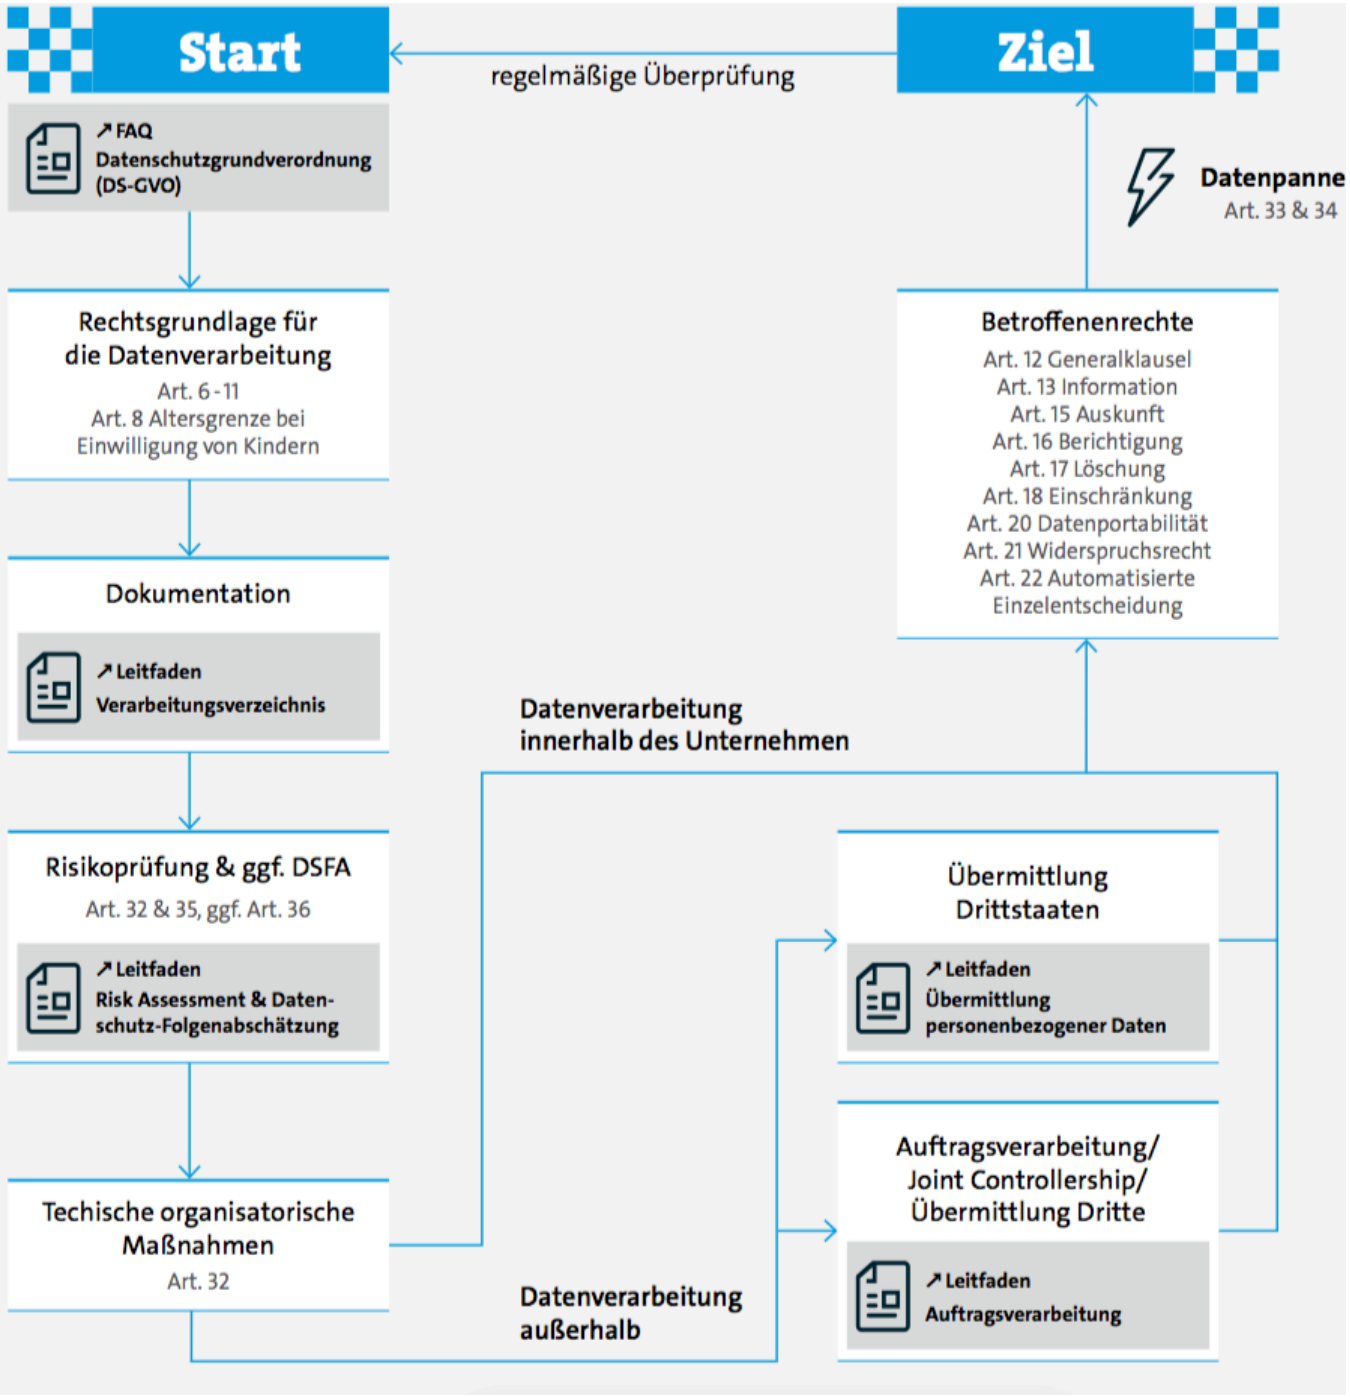 Start
Ziel
regelmäßige Überprüfung
↗ FAQ
Datenschutzgrundverordnung
(DS-GVO)
Datenpanne
Art. 33 & 34
Rechtsgrundlage für
die Datenverarbeitung
Art. 6 - 11
Art. 8 Altersgrenze bei
Einwilligung von Kindern
Betroffenenrechte
Art. 12 Generalklausel
Art. 13 Information
Art. 15 Auskunft
Art. 16 Berichtigung
Art. 17 Löschung
Art. 18 Einschränkung
Art. 20 Datenportabilität
Art. 21 Widerspruchsrecht
Art. 22 Automatisierte
Einzelentscheidung
Dokumentation
↗ Leitfaden
Verarbeitungsverzeichnis
Datenverarbeitung
innerhalb des Unternehmen
Risikoprüfung & ggf. DSFA
Art. 32 & 35, ggf. Art. 36
↗ Leitfaden
Risk Assessment & Daten-
schutz-Folgenabschätzung
Übermittlung
Drittstaaten
↗ Leitfaden
Übermittlung
personenbezogener Daten
Techische organisatorische
Maßnahmen
Art. 32
Auftragsverarbeitung/
Joint Controllership/
Übermittlung Dritte
↗ Leitfaden
Auftragsverarbeitung
Datenverarbeitung
außerhalb